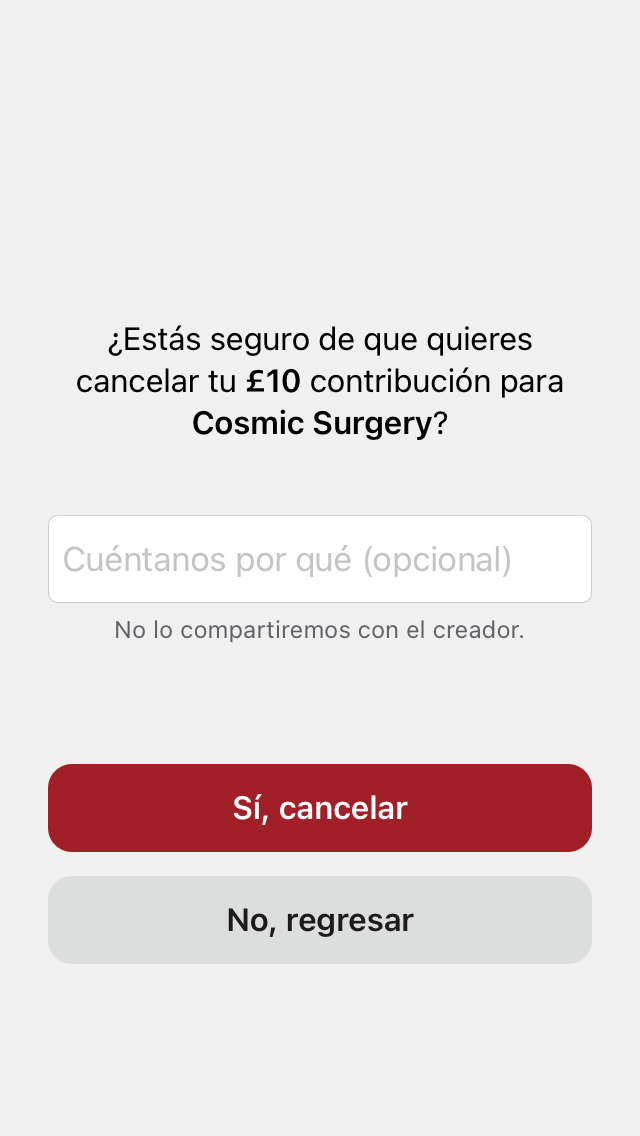 ¿Estás seguro de que quieres
cancelar tu £10 contribución para
Cosmic Surgery?
Cuéntanos por qué (opcional)
No lo compartiremos con el creador.
Sí, cancelar
No, regresar